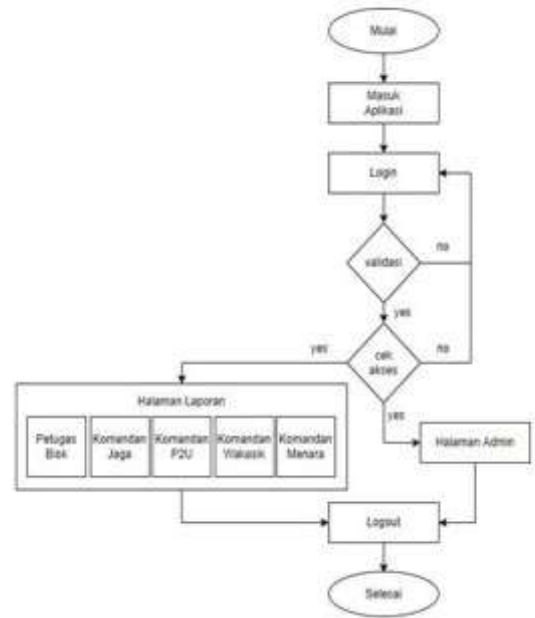 Mulai
Masuk
Aplikasi
Login
validasi
no
yes
cek
akses
no
yes
yes
Halaman Laporan
Petugas
Blok
Komandan
Jaga
Komandan
P2U
Komandan
Wakasik
Komandan
Menara
Halaman Admin
Logout
Selesai